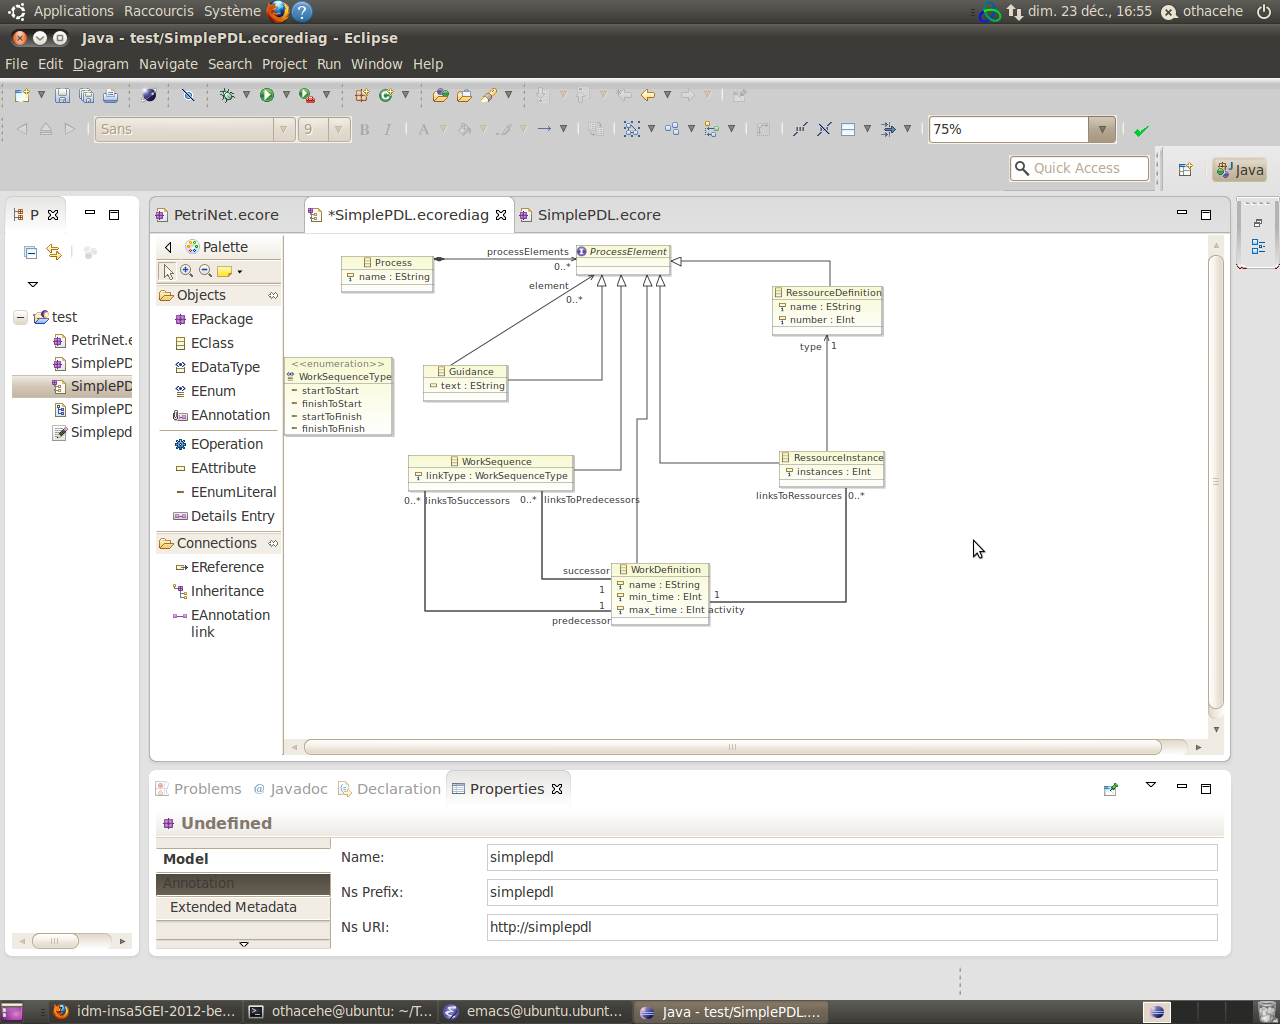 Applications Raccourcis Système
dim. 23 déc., 16:55 othacehe
Java - test/SimplePDL.ecorediag - Eclipse
File Edit Diagram Navigate Search Project Run Window Help
Sans 9 B I A 75%
Quick Access Java
P PetriNet.ecore *SimplePDL.ecorediag SimplePDL.ecore
Palette
Objects
EPackage
EClass
EDataType
EEnum
EAnnotation
EOperation
EAttribute
EEnumLiteral
Details Entry
Connections
EReference
Inheritance
EAnnotation
link
test
PetriNet.e
SimplePD
SimplePD
SimplePD
Simplepd
Process
name : EString
processElements
0..*
ProcessElement
element
0..*
RessourceDefinition
name : EString
number : EInt
type 1
<<enumeration>>
WorkSequenceType
startToStart
finishToStart
startToFinish
finishToFinish
Guidance
text : EString
WorkSequence
linkType : WorkSequenceType
0..* linksToSuccessors 0..* linksToPredecessors
RessourceInstance
instances : EInt
linksToRessources 0..*
WorkDefinition
name : EString
min_time : EInt
max_time : EInt
successor
1
1
predecessor
1
activity
Problems Javadoc Declaration Properties
Undefined
Model
Annotation
Extended Metadata
Name: simplepdl
Ns Prefix: simplepdl
Ns URI: http://simplepdl
idm-insa5GEI-2012-be... othacehe@ubuntu: ~/T... emacs@ubuntu.ubunt... Java - test/SimplePDL....